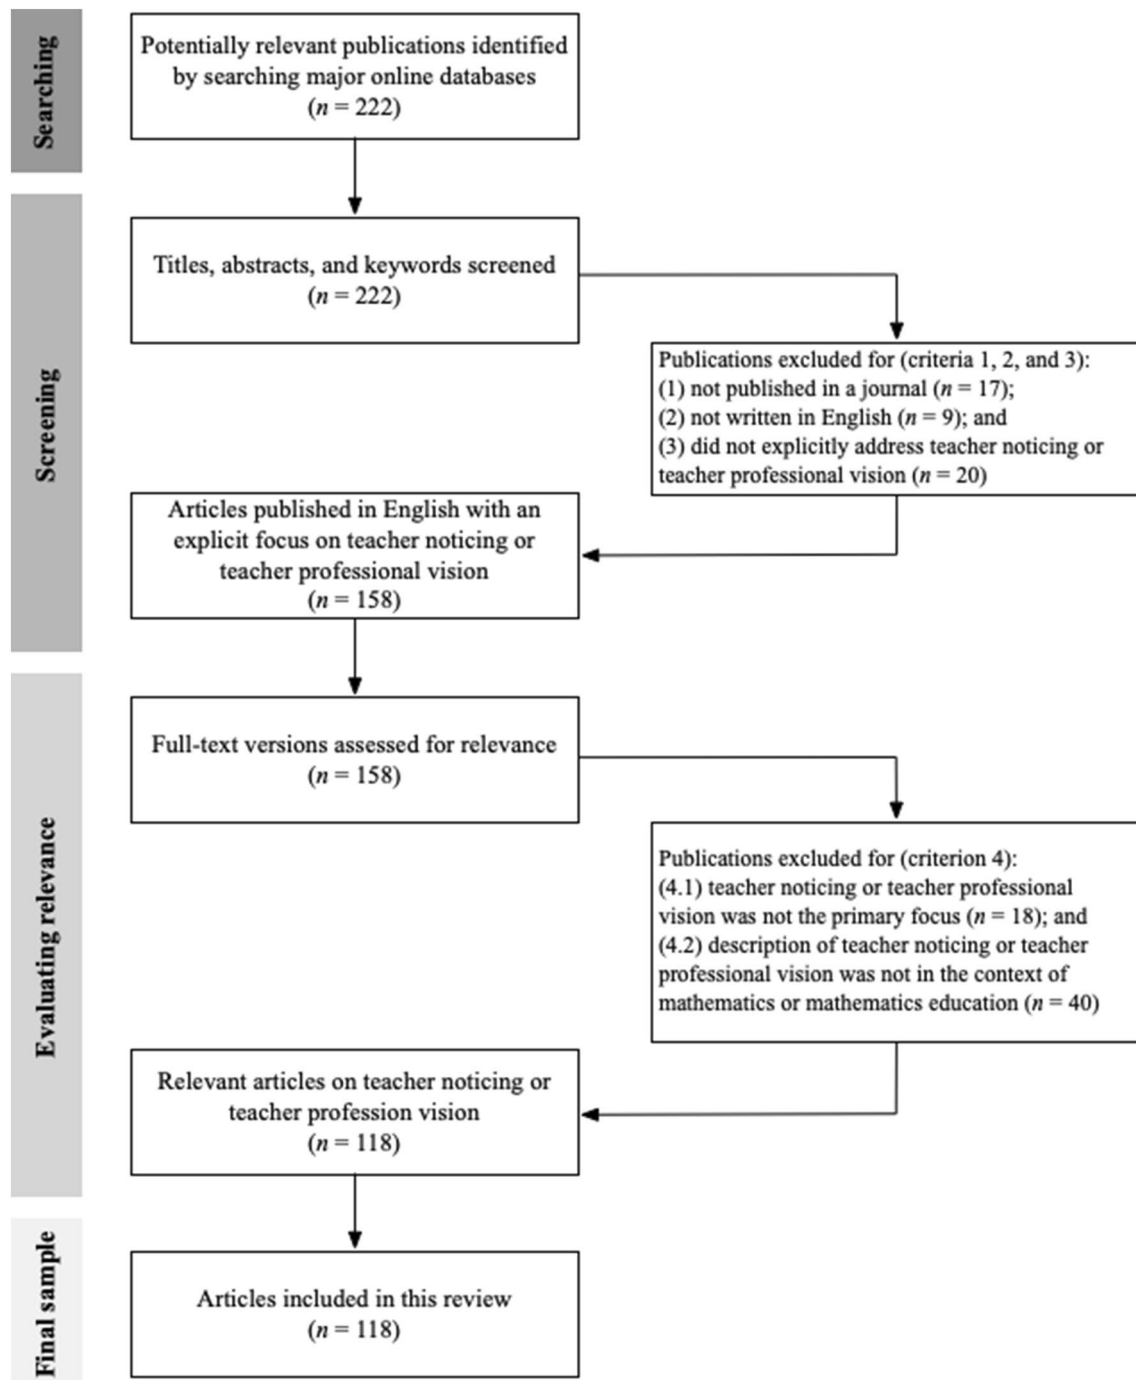 Searching
Potentially relevant publications identified
by searching major online databases
(n = 222)
Screening
Titles, abstracts, and keywords screened
(n = 222)
Publications excluded for (criteria 1, 2, and 3):
(1) not published in a journal (n = 17);
(2) not written in English (n = 9); and
(3) did not explicitly address teacher noticing or
teacher professional vision (n = 20)
Articles published in English with an
explicit focus on teacher noticing or
teacher professional vision
(n = 158)
Evaluating relevance
Full-text versions assessed for relevance
(n = 158)
Publications excluded for (criterion 4):
(4.1) teacher noticing or teacher professional
vision was not the primary focus (n = 18); and
(4.2) description of teacher noticing or teacher
professional vision was not in the context of
mathematics or mathematics education (n = 40)
Relevant articles on teacher noticing or
teacher profession vision
(n = 118)
Final sample
Articles included in this review
(n = 118)